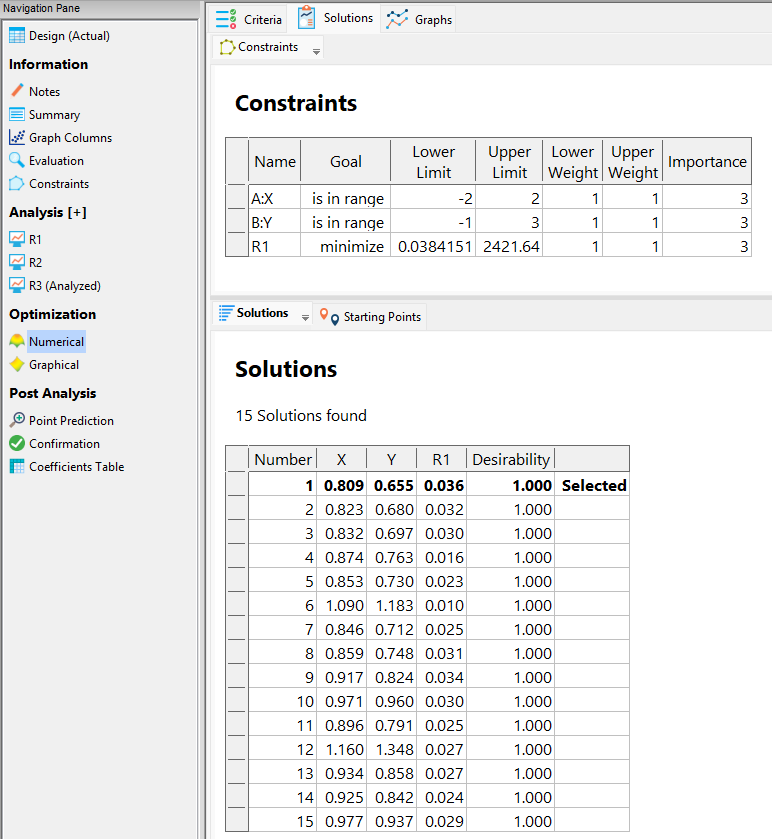 Navigation Pane
Design (Actual)
Information
Notes
Summary
Graph Columns
Evaluation
Constraints
Analysis [+]
R1
R2
R3 (Analyzed)
Optimization
Numerical
Graphical
Post Analysis
Point Prediction
Confirmation
Coefficients Table
Criteria Solutions Graphs
Constraints
Constraints
Name Goal Lower Limit Upper Limit Lower Weight Upper Weight Importance
A:X is in range -2 2 1 1 3
B:Y is in range -1 3 1 1 3
R1 minimize 0.0384151 2421.64 1 1 3
Solutions Starting Points
Solutions
15 Solutions found
Number X Y R1 Desirability
1 0.809 0.655 0.036 1.000 Selected
2 0.823 0.680 0.032 1.000
3 0.832 0.697 0.030 1.000
4 0.874 0.763 0.016 1.000
5 0.853 0.730 0.023 1.000
6 1.090 1.183 0.010 1.000
7 0.846 0.712 0.025 1.000
8 0.859 0.748 0.031 1.000
9 0.917 0.824 0.034 1.000
10 0.971 0.960 0.030 1.000
11 0.896 0.791 0.025 1.000
12 1.160 1.348 0.027 1.000
13 0.934 0.858 0.027 1.000
14 0.925 0.842 0.024 1.000
15 0.977 0.937 0.029 1.000